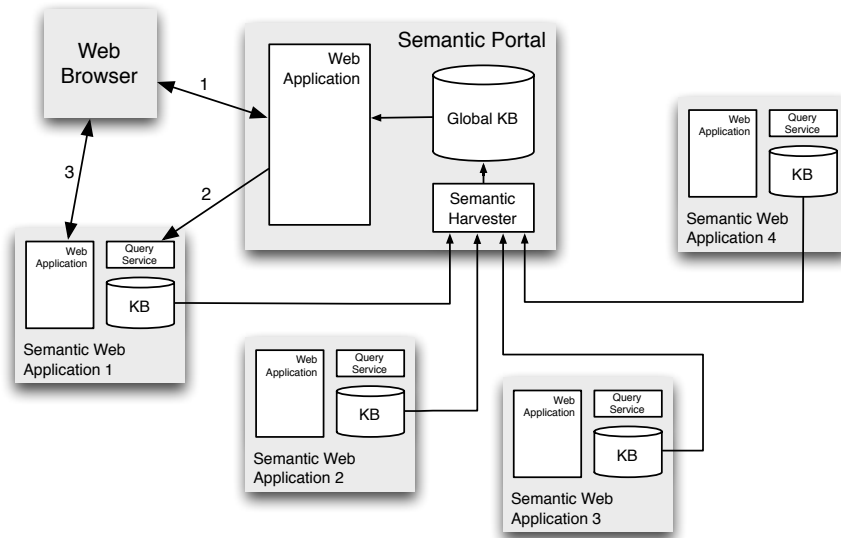 Web
Browser
1
3
2
Semantic Portal
Web
Application
Global KB
Semantic
Harvester
Web
Application
Query
Service
KB
Semantic Web
Application 1
Web
Application
Query
Service
KB
Semantic Web
Application 2
Web
Application
Query
Service
KB
Semantic Web
Application 3
Web
Application
Query
Service
KB
Semantic Web
Application 4